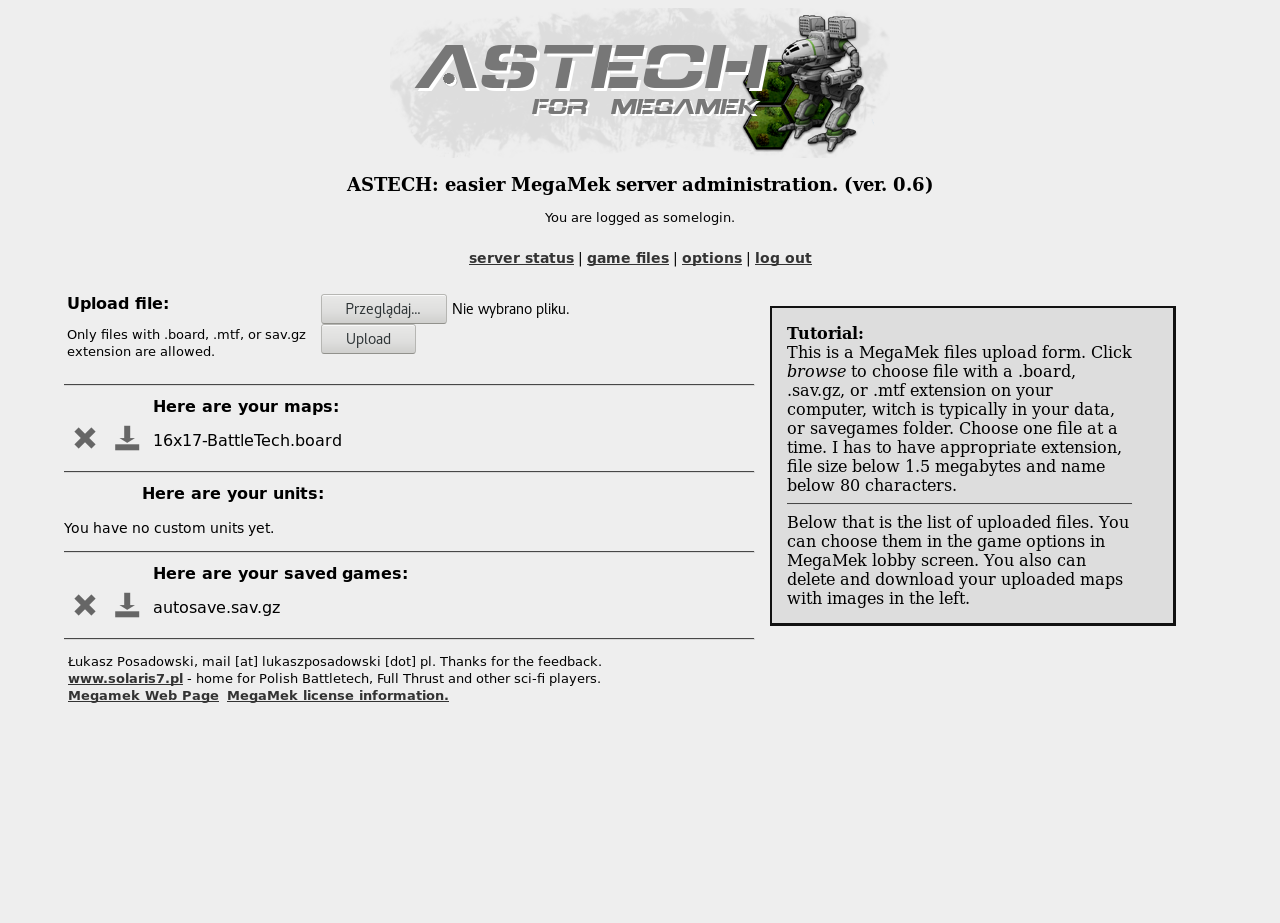 ASTECH
FOR MEGAMEK
ASTECH: easier MegaMek server administration. (ver. 0.6)
You are logged as somelogin.
server status | game files | options | log out
Upload file:
Only files with .board, .mtf, or sav.gz
extension are allowed.
Przeglądaj... Nie wybrano pliku.
Upload
Here are your maps:
16x17-BattleTech.board
Here are your units:
You have no custom units yet.
Here are your saved games:
autosave.sav.gz
Tutorial:
This is a MegaMek files upload form. Click
browse to choose file with a .board,
.sav.gz, or .mtf extension on your
computer, witch is typically in your data,
or savegames folder. Choose one file at a
time. I has to have appropriate extension,
file size below 1.5 megabytes and name
below 80 characters.
Below that is the list of uploaded files. You
can choose them in the game options in
MegaMek lobby screen. You also can
delete and download your uploaded maps
with images in the left.
Łukasz Posadowski, mail [at] lukaszposadowski [dot] pl. Thanks for the feedback.
www.solaris7.pl - home for Polish Battletech, Full Thrust and other sci-fi players.
Megamek Web Page MegaMek license information.